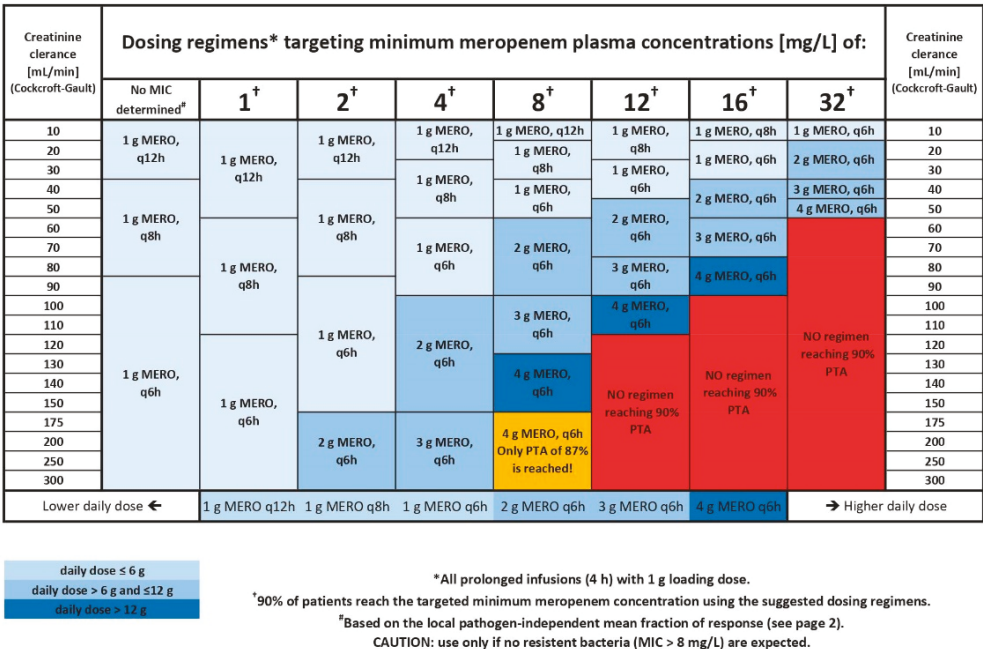 Creatinine
clerance
[mL/min]
(Cockcroft-Gault)
Dosing regimens* targeting minimum meropenem plasma concentrations [mg/L] of:
Creatinine
clerance
[mL/min]
(Cockcroft-Gault)
No MIC
determined#
1†
2†
4†
8†
12†
16†
32†
10
20
30
40
50
60
70
80
90
100
110
120
130
140
150
175
200
250
300
1 g MERO,
q12h
1 g MERO,
q8h
1 g MERO,
q6h
1 g MERO,
q12h
1 g MERO,
q8h
1 g MERO,
q6h
1 g MERO,
q12h
1 g MERO,
q8h
1 g MERO,
q6h
2 g MERO,
q6h
1 g MERO,
q12h
1 g MERO,
q8h
1 g MERO,
q6h
2 g MERO,
q6h
3 g MERO,
q6h
1 g MERO, q12h
1 g MERO,
q8h
1 g MERO,
q6h
2 g MERO,
q6h
3 g MERO,
q6h
4 g MERO,
q6h
4 g MERO, q6h
Only PTA of 87%
is reached!
1 g MERO,
q8h
1 g MERO,
q6h
2 g MERO,
q6h
3 g MERO,
q6h
4 g MERO,
q6h
NO regimen
reaching 90%
PTA
1 g MERO, q8h
1 g MERO, q6h
2 g MERO, q6h
3 g MERO, q6h
4 g MERO, q6h
NO regimen
reaching 90%
PTA
1 g MERO, q6h
2 g MERO, q6h
3 g MERO, q6h
4 g MERO, q6h
NO regimen
reaching 90%
PTA
10
20
30
40
50
60
70
80
90
100
110
120
130
140
150
175
200
250
300
Lower daily dose ←
1 g MERO q12h
1 g MERO q8h
1 g MERO q6h
2 g MERO q6h
3 g MERO q6h
4 g MERO q6h
→ Higher daily dose
daily dose ≤ 6 g
daily dose > 6 g and ≤12 g
daily dose > 12 g
*All prolonged infusions (4 h) with 1 g loading dose.
†90% of patients reach the targeted minimum meropenem concentration using the suggested dosing regimens.
#Based on the local pathogen-independent mean fraction of response (see page 2).
CAUTION: use only if no resistent bacteria (MIC > 8 mg/L) are expected.